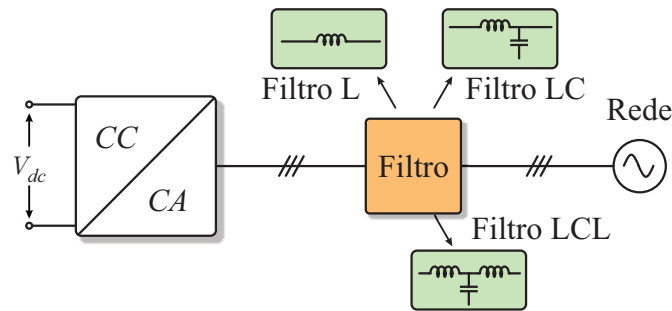 Filtro L
Filtro LC
Rede
CC
V_dc
CA
Filtro
Filtro LCL